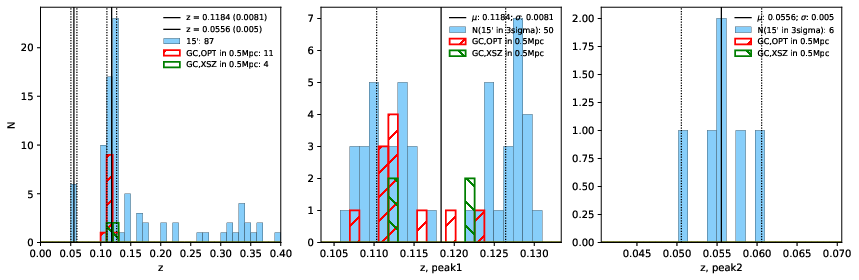 z = 0.1184 (0.0081)
z = 0.0556 (0.005)
15': 87
GC,OPT in 0.5Mpc: 11
GC,XSZ in 0.5Mpc: 4
N
20
15
10
5
0
0.00 0.05 0.10 0.15 0.20 0.25 0.30 0.35 0.40
z
μ: 0.1184; σ: 0.0081
N(15' in 3sigma): 50
GC,OPT in 0.5Mpc
GC,XSZ in 0.5Mpc
7
6
5
4
3
2
1
0
0.105 0.110 0.115 0.120 0.125 0.130
z, peak1
μ: 0.0556; σ: 0.005
N(15' in 3sigma): 6
GC,OPT in 0.5Mpc
GC,XSZ in 0.5Mpc
2.00
1.75
1.50
1.25
1.00
0.75
0.50
0.25
0.00
0.045 0.050 0.055 0.060 0.065 0.070
z, peak2